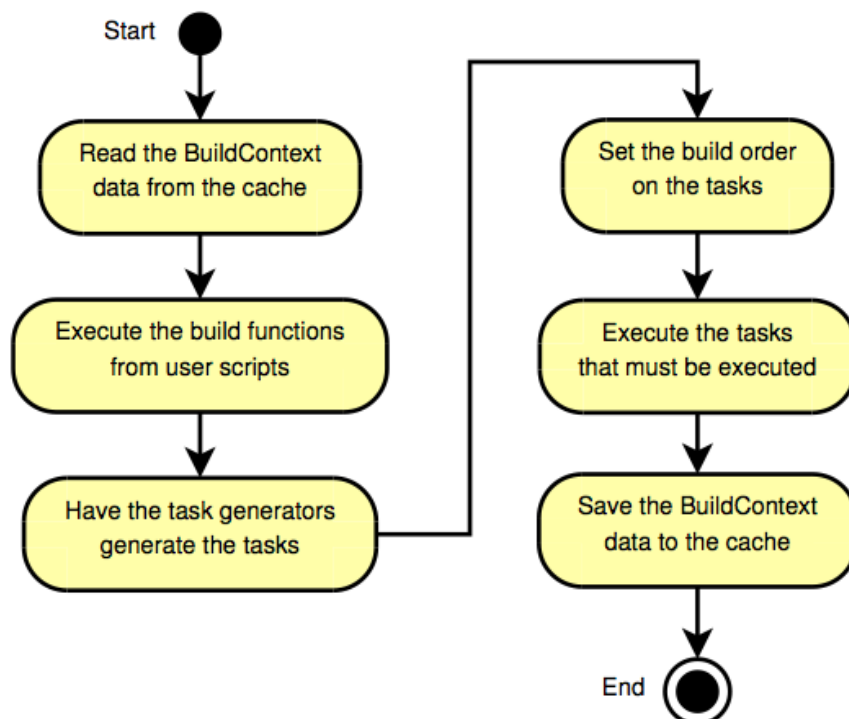 Start
Read the BuildContext
data from the cache
Execute the build functions
from user scripts
Have the task generators
generate the tasks
Set the build order
on the tasks
Execute the tasks
that must be executed
Save the BuildContext
data to the cache
End